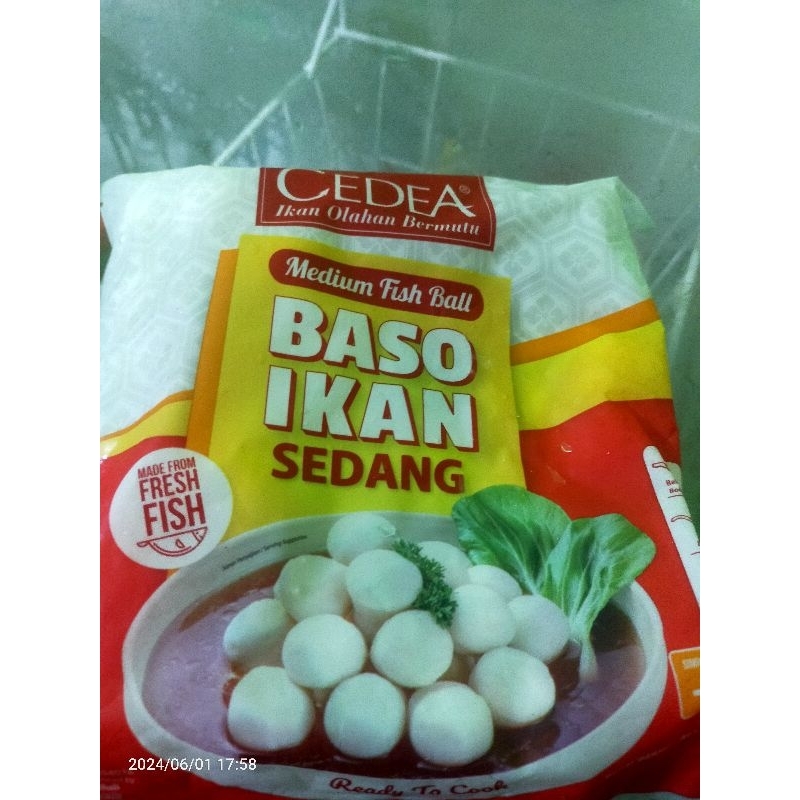 CEDEA®
Ikan Olahan Bermutu
Medium Fish Ball
BASO
IKAN
SEDANG
MADE FROM
FRESH
FISH
Ready To Cook
2024/06/01 17:58